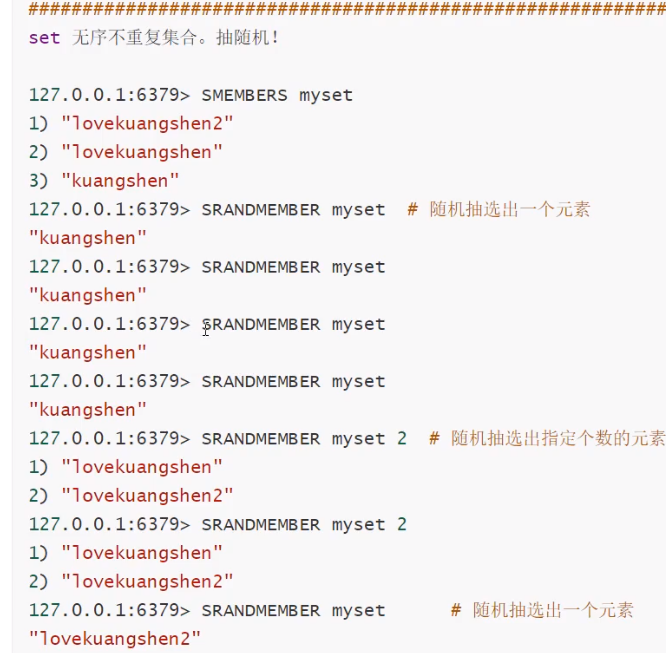 ##############################################################
set 无序不重复集合。抽随机!
127.0.0.1:6379> SMEMBERS myset
1) "lovekuangshen2"
2) "lovekuangshen"
3) "kuangshen"
127.0.0.1:6379> SRANDMEMBER myset  # 随机抽选出一个元素
"kuangshen"
127.0.0.1:6379> SRANDMEMBER myset
"kuangshen"
127.0.0.1:6379> SRANDMEMBER myset
"kuangshen"
127.0.0.1:6379> SRANDMEMBER myset
"kuangshen"
127.0.0.1:6379> SRANDMEMBER myset 2  # 随机抽选出指定个数的元素
1) "lovekuangshen"
2) "lovekuangshen2"
127.0.0.1:6379> SRANDMEMBER myset 2
1) "lovekuangshen"
2) "lovekuangshen2"
127.0.0.1:6379> SRANDMEMBER myset      # 随机抽选出一个元素
"lovekuangshen2"